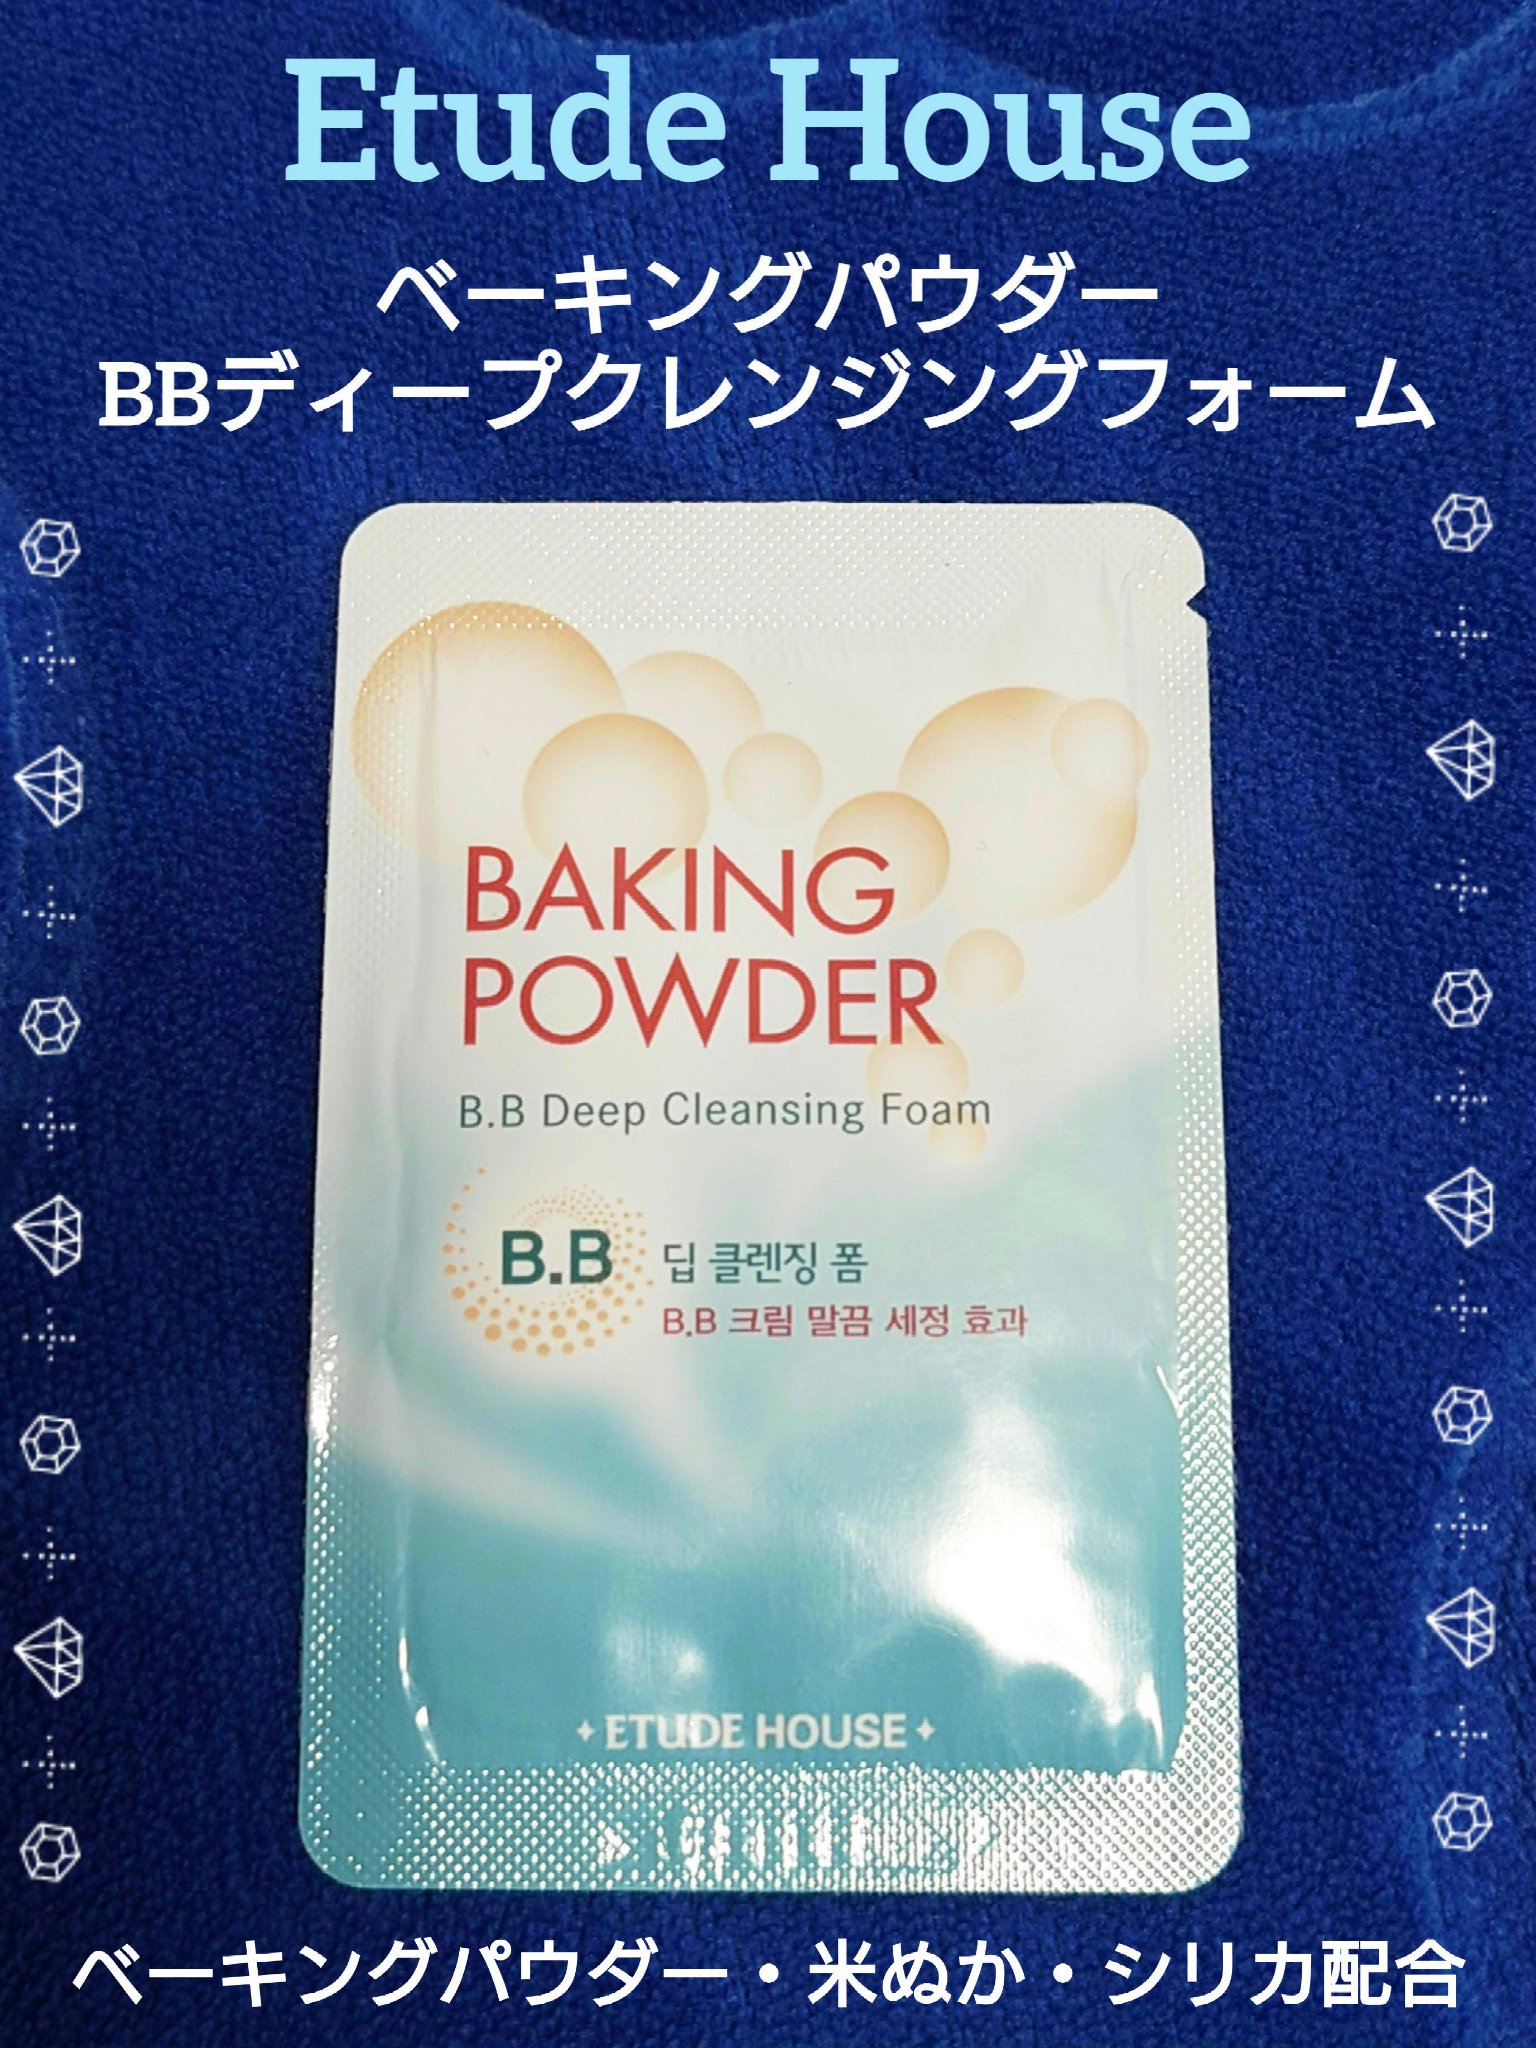 Etude House
ベーキングパウダー
BBディープクレンジングフォーム
BAKING
POWDER
B.B Deep Cleansing Foam
B.B 딥 클렌징 폼
B.B 크림 말끔 세정 효과
ETUDE HOUSE
ベーキングパウダー・米ぬか・シリカ配合